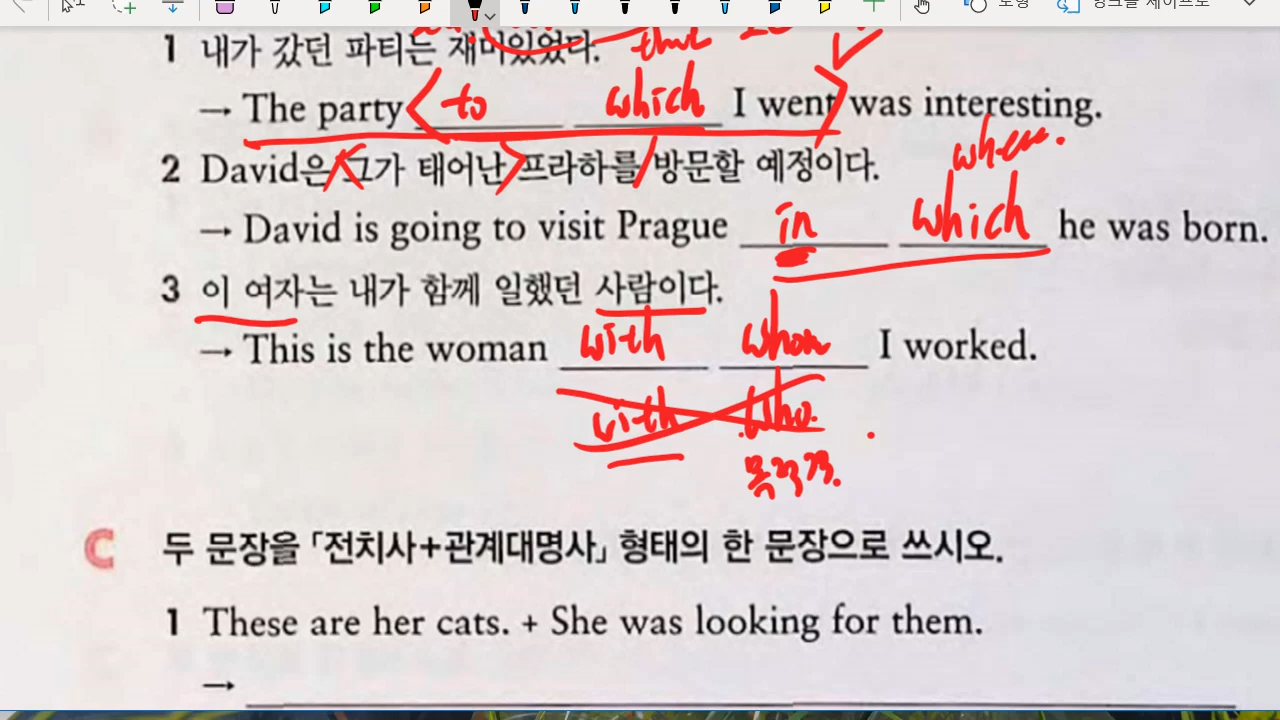 1 내가 갔던 파티는 재미있었다.
→ The party to which I went was interesting.
2 David은 그가 태어난 프라하를 방문할 예정이다.
→ David is going to visit Prague in which he was born.
3 이 여자는 내가 함께 일했던 사람이다.
→ This is the woman with whom I worked.
with who.
목적격.
C 두 문장을 「전치사+관계대명사」 형태의 한 문장으로 쓰시오.
1 These are her cats. + She was looking for them.
→